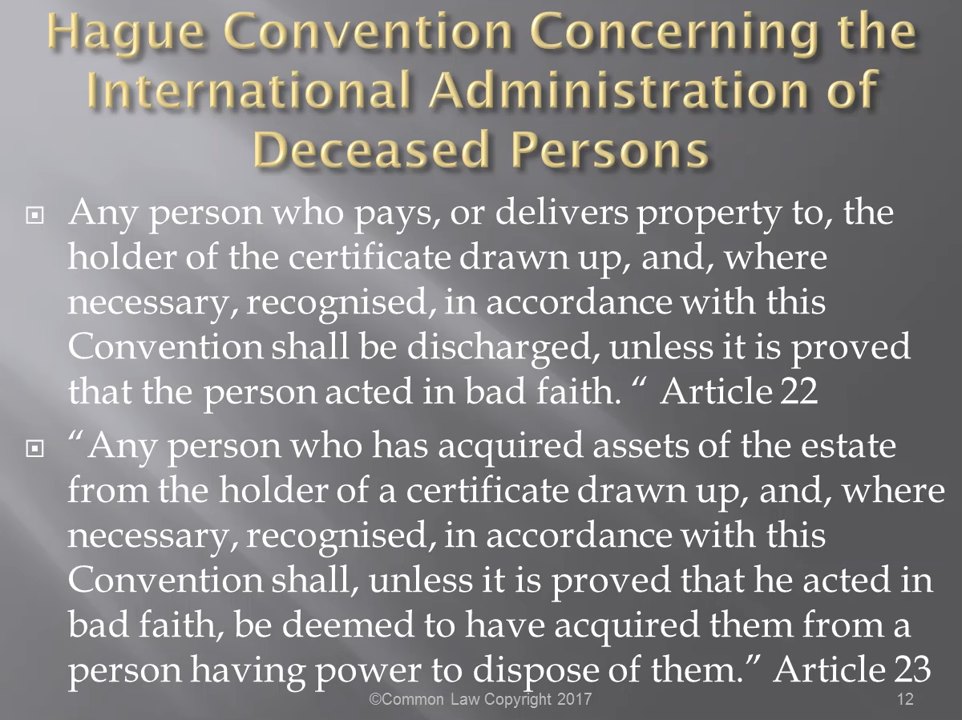 Hague Convention Concerning the
International Administration of
Deceased Persons
Any person who pays, or delivers property to, the
holder of the certificate drawn up, and, where
necessary, recognised, in accordance with this
Convention shall be discharged, unless it is proved
that the person acted in bad faith. “ Article 22
“Any person who has acquired assets of the estate
from the holder of a certificate drawn up, and, where
necessary, recognised, in accordance with this
Convention shall, unless it is proved that he acted in
bad faith, be deemed to have acquired them from a
person having power to dispose of them.” Article 23
©Common Law Copyright 2017
12